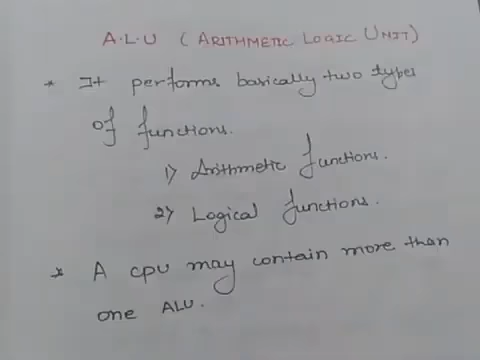 A.L.U (ARITHMETIC LOGIC UNIT)
* It performs basically two types
of functions.
1) Arithmetic functions.
2) Logical functions.
* A CPU may contain more than
one ALU.